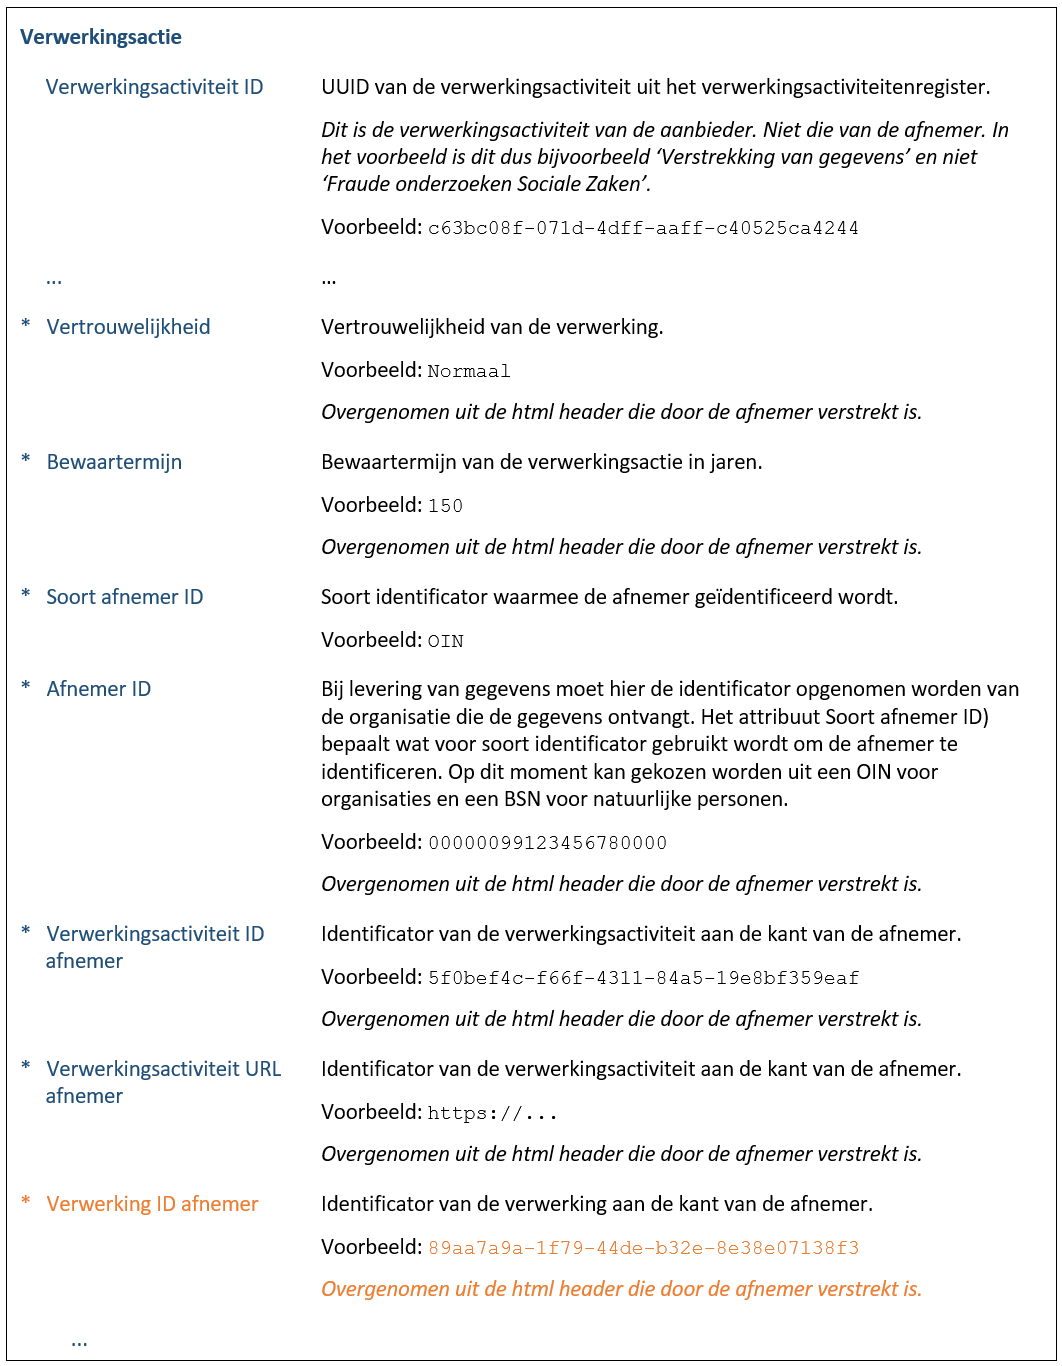 Verwerkingsactie
Verwerkingsactiviteit ID
UUID van de verwerkingsactiviteit uit het verwerkingsactiviteitenregister.
Dit is de verwerkingsactiviteit van de aanbieder. Niet die van de afnemer. In
het voorbeeld is dit dus bijvoorbeeld ‘Verstrekking van gegevens’ en niet
‘Fraude onderzoeken Sociale Zaken’.
Voorbeeld: c63bc08f-071d-4dff-aaff-c40525ca4244
...
...
* Vertrouwelijkheid
Vertrouwelijkheid van de verwerking.
Voorbeeld: Normaal
Overgenomen uit de html header die door de afnemer verstrekt is.
* Bewaartermijn
Bewaartermijn van de verwerkingsactie in jaren.
Voorbeeld: 150
Overgenomen uit de html header die door de afnemer verstrekt is.
* Soort afnemer ID
Soort identificator waarmee de afnemer geïdentificeerd wordt.
Voorbeeld: OIN
* Afnemer ID
Bij levering van gegevens moet hier de identificator opgenomen worden van
de organisatie die de gegevens ontvangt. Het attribuut Soort afnemer ID)
bepaalt wat voor soort identificator gebruikt wordt om de afnemer te
identificeren. Op dit moment kan gekozen worden uit een OIN voor
organisaties en een BSN voor natuurlijke personen.
Voorbeeld: 00000099123456780000
Overgenomen uit de html header die door de afnemer verstrekt is.
* Verwerkingsactiviteit ID
afnemer
Identificator van de verwerkingsactiviteit aan de kant van de afnemer.
Voorbeeld: 5f0bef4c-f66f-4311-84a5-19e8bf359eaf
Overgenomen uit de html header die door de afnemer verstrekt is.
* Verwerkingsactiviteit URL
afnemer
Identificator van de verwerkingsactiviteit aan de kant van de afnemer.
Voorbeeld: https://...
Overgenomen uit de html header die door de afnemer verstrekt is.
* Verwerking ID afnemer
Identificator van de verwerking aan de kant van de afnemer.
Voorbeeld: 89aa7a9a-1f79-44de-b32e-8e38e07138f3
Overgenomen uit de html header die door de afnemer verstrekt is.
...